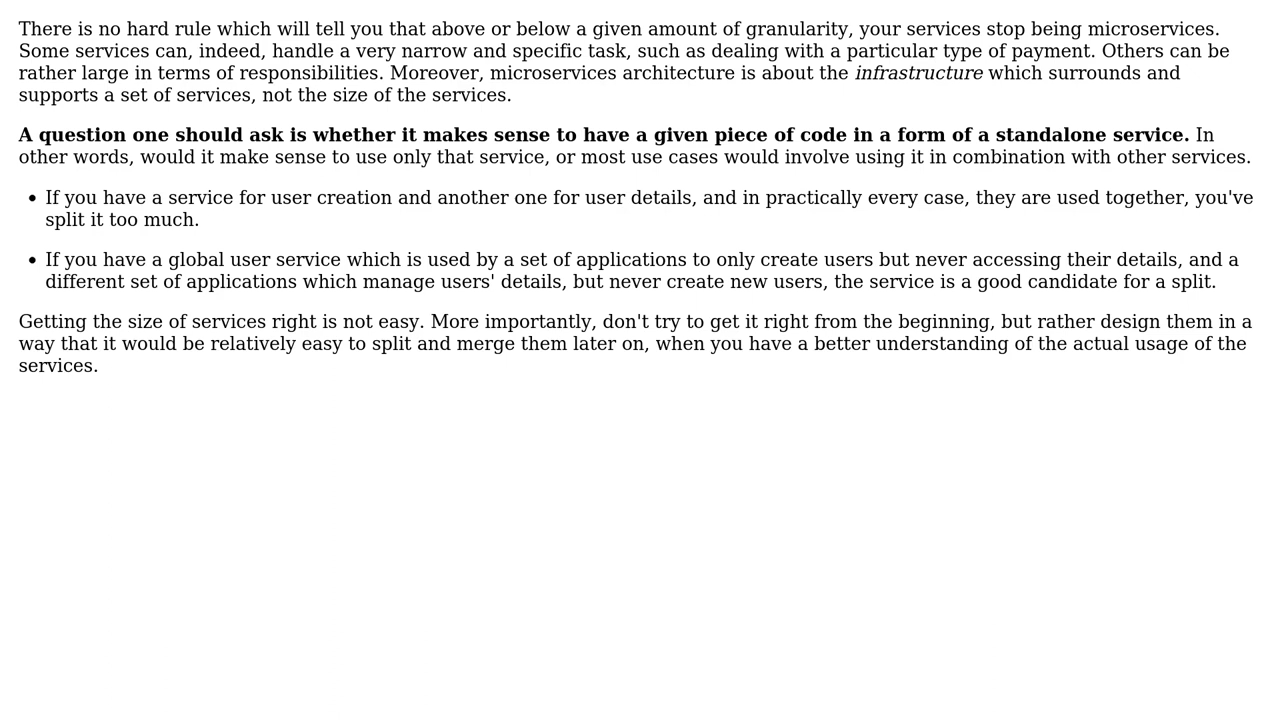 There is no hard rule which will tell you that above or below a given amount of granularity, your services stop being microservices.
Some services can, indeed, handle a very narrow and specific task, such as dealing with a particular type of payment. Others can be
rather large in terms of responsibilities. Moreover, microservices architecture is about the infrastructure which surrounds and
supports a set of services, not the size of the services.
A question one should ask is whether it makes sense to have a given piece of code in a form of a standalone service. In
other words, would it make sense to use only that service, or most use cases would involve using it in combination with other services.
• If you have a service for user creation and another one for user details, and in practically every case, they are used together, you've
split it too much.
• If you have a global user service which is used by a set of applications to only create users but never accessing their details, and a
different set of applications which manage users' details, but never create new users, the service is a good candidate for a split.
Getting the size of services right is not easy. More importantly, don't try to get it right from the beginning, but rather design them in a
way that it would be relatively easy to split and merge them later on, when you have a better understanding of the actual usage of the
services.